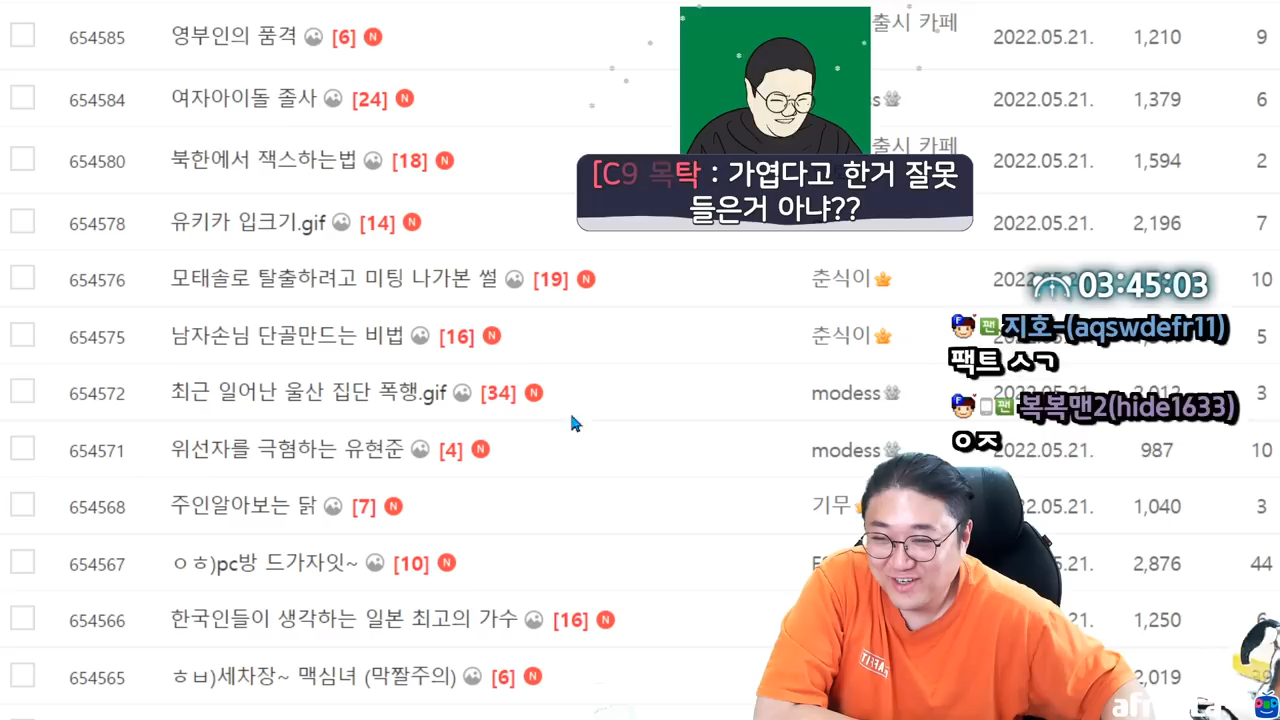 654585 영부인의 품격 [6] N 출시 카페 2022.05.21. 1,210 9
654584 여자아이돌 졸사 [24] N 2022.05.21. 1,379 6
654580 북한에서 잭스하는법 [18] N 출시 카페 2022.05.21. 1,594 2
[C9 목탁 : 가엽다고 한거 잘못
들은거 아냐??
654578 유키카 입크기.gif [14] N 2022.05.21. 2,196 7
654576 모태솔로 탈출하려고 미팅 나가본 썰 [19] N 춘식이 10
03:45:03
654575 남자손님 단골만드는 비법 [16] N 춘식이 5
팬 지호-(aqswdefr11)
팩트 ㅅㄱ
654572 최근 일어난 울산 집단 폭행.gif [34] N modess 3
팬 복복맨2(hide1633)
ㅇㅈ
654571 위선자를 극혐하는 유현준 [4] N modess 2022.05.21. 987 10
654568 주인알아보는 닭 [7] N 기무 1,040 3
654567 ㅇㅎ)pc방 드가자잇~ [10] N 2,876 44
654566 한국인들이 생각하는 일본 최고의 가수 [16] N 1,250
654565 ㅎㅂ)세차장~ 맥심녀 (막짤주의) [6] N 2,019